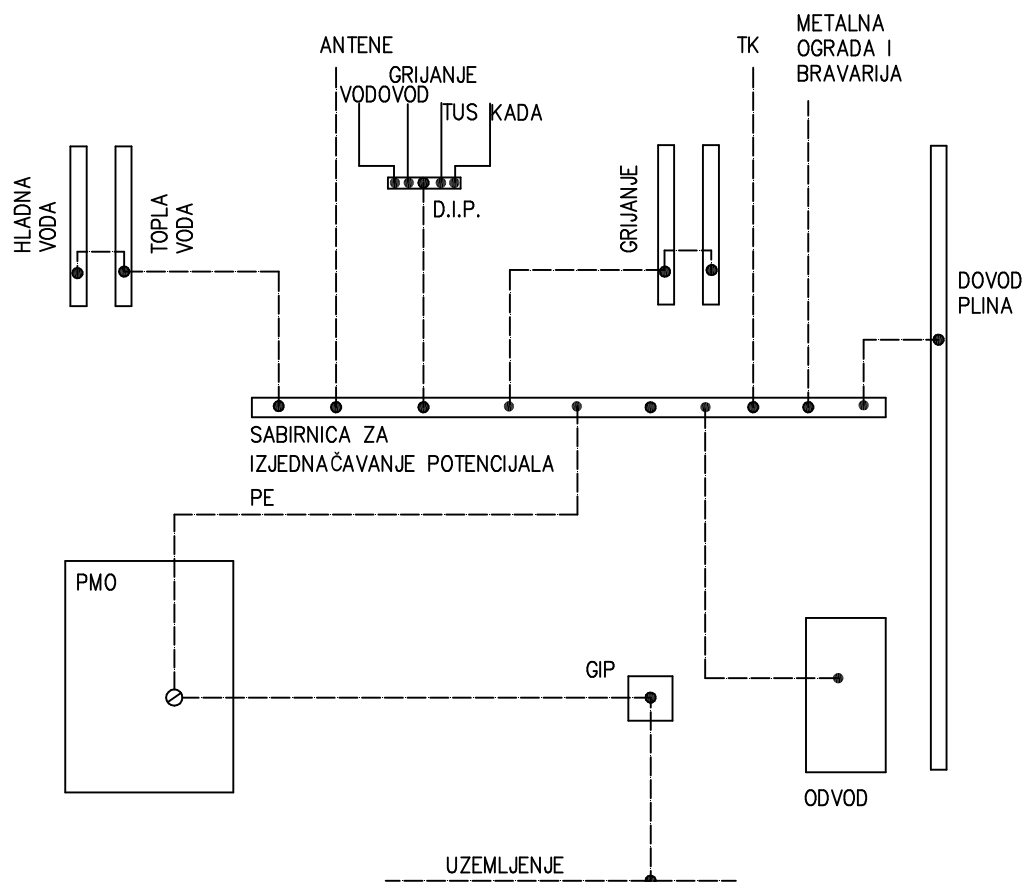 METALNA
OGRADA I
BRAVARIJA
ANTENE
TK
GRIJANJE
VODOVOD
TUS KADA
HLADNA
VODA
TOPLA
VODA
D.I.P.
GRIJANJE
DOVOD
PLINA
SABIRNICA ZA
IZJEDNAČAVANJE POTENCIJALA
PE
PMO
GIP
ODVOD
UZEMLJENJE